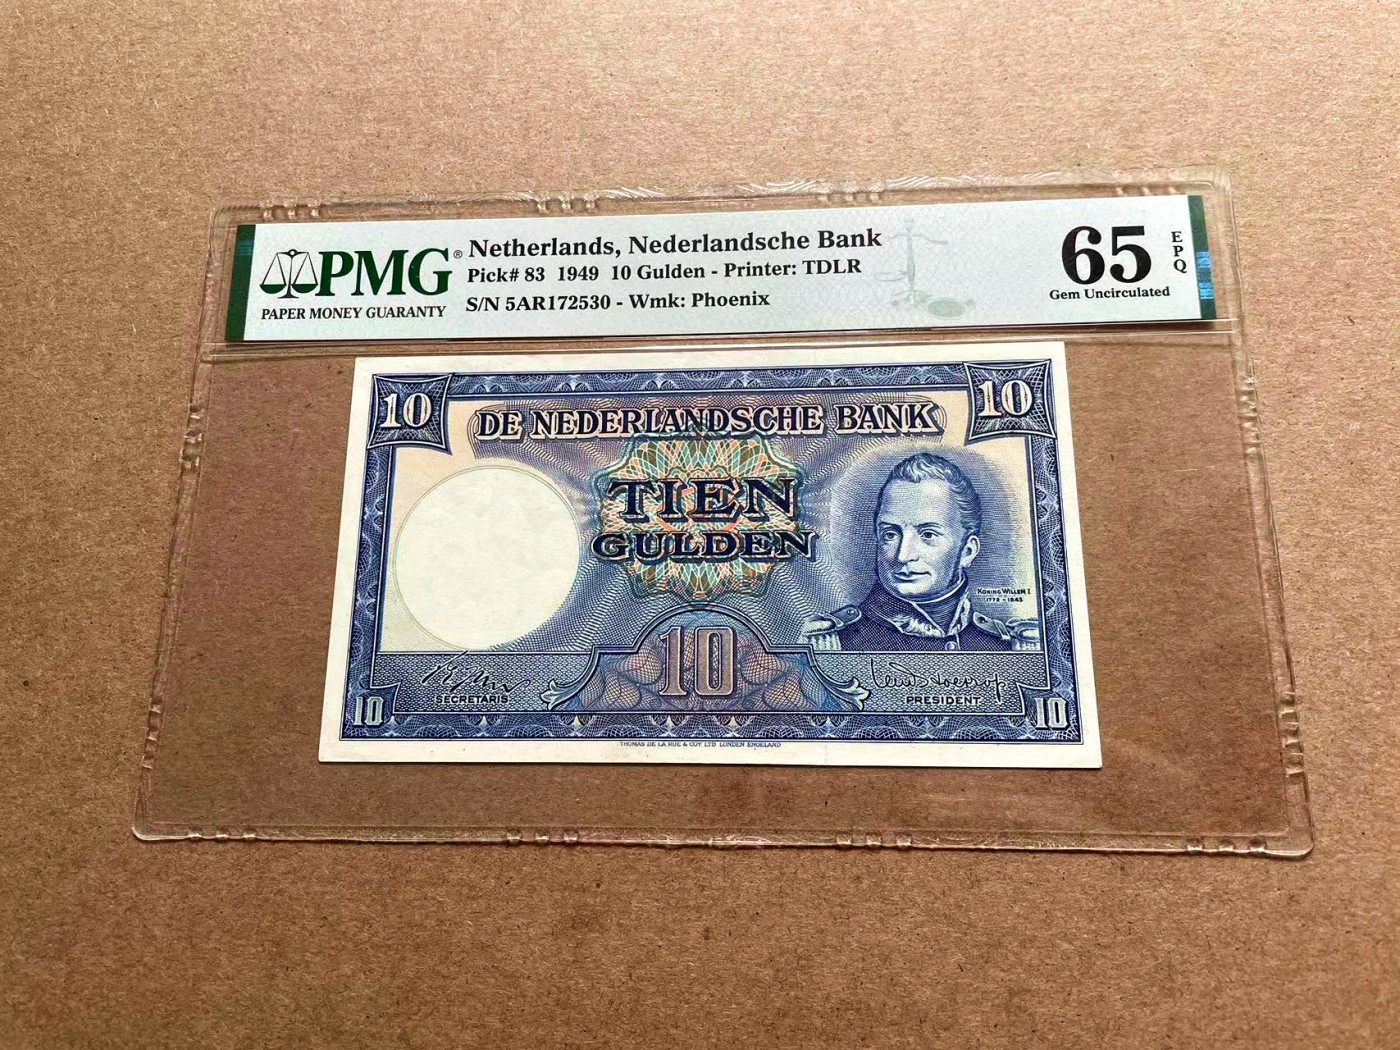 PMG®
PAPER MONEY GUARANTY
Netherlands, Nederlandsche Bank
Pick# 83 1949 10 Gulden - Printer: TDLR
S/N 5AR172530 - Wmk: Phoenix
65
EPQ
Gem Uncirculated
10
10
DE NEDERLANDSCHE BANK
TIEN
GULDEN
KONING WILLEM I
1772 - 1843
10
SECRETARIS
PRESIDENT
10
10
THOMAS DE LA RUE & COY LTD LONDEN ENGELAND